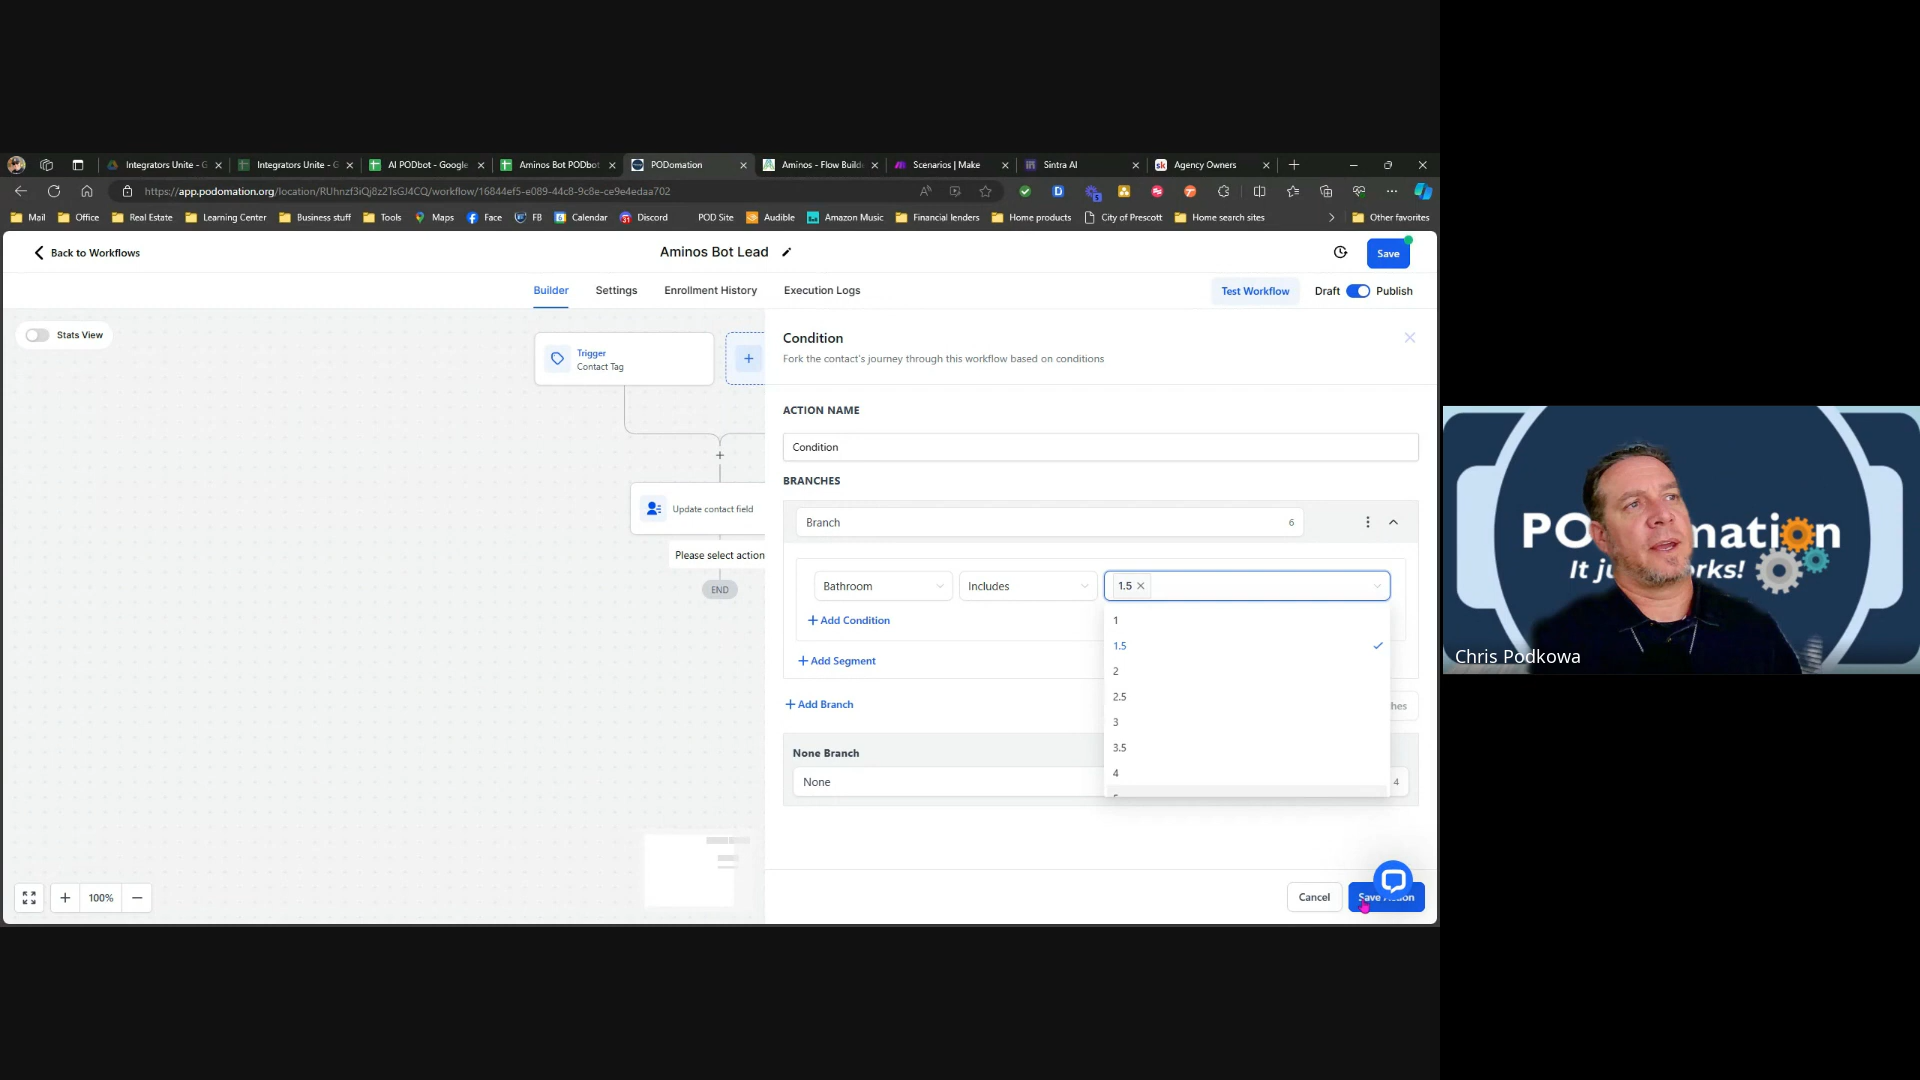 Integrators Unite - G
Integrators Unite - G
AI PODbot - Google
Aminos Bot PODbot
PODomation
Aminos - Flow Build
Scenarios | Make
Sintra AI
Agency Owners
https://app.podomation.org/location/RUhnzf3iQj8z2TsGJ4CQ/workflow/16844ef5-e089-44c8-9c8e-ce9e4edaa702
Mail
Office
Real Estate
Learning Center
Business stuff
Tools
Maps
Face
FB
Calendar
Discord
POD Site
Audible
Amazon Music
Financial lenders
Home products
City of Prescott
Home search sites
Other favorites
Back to Workflows
Aminos Bot Lead
Save
Builder
Settings
Enrollment History
Execution Logs
Test Workflow
Draft
Publish
Stats View
Trigger
Contact Tag
Update contact field
Please select action
END
100%
Condition
Fork the contact's journey through this workflow based on conditions
ACTION NAME
Condition
BRANCHES
Branch
6
Bathroom
Includes
1.5
Add Condition
Add Segment
Add Branch
hes
None Branch
None
4
1
1.5
2
2.5
3
3.5
4
Cancel
Save
on
PO
mation
It ju
rks!
Chris Podkowa